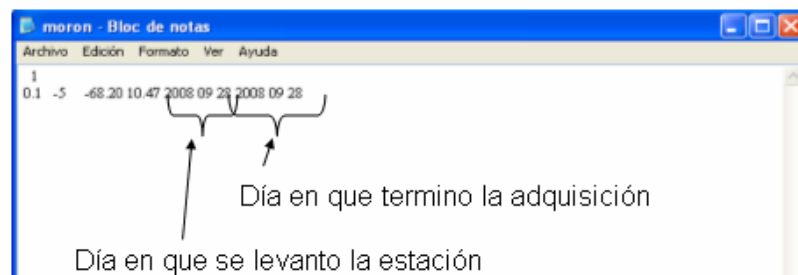 moron - Bloc de notas
Archivo Edición Formato Ver Ayuda
1
0.1 -5 -68.20 10.47 2008 09 28 2008 09 28
Día en que termino la adquisición
Día en que se levanto la estación